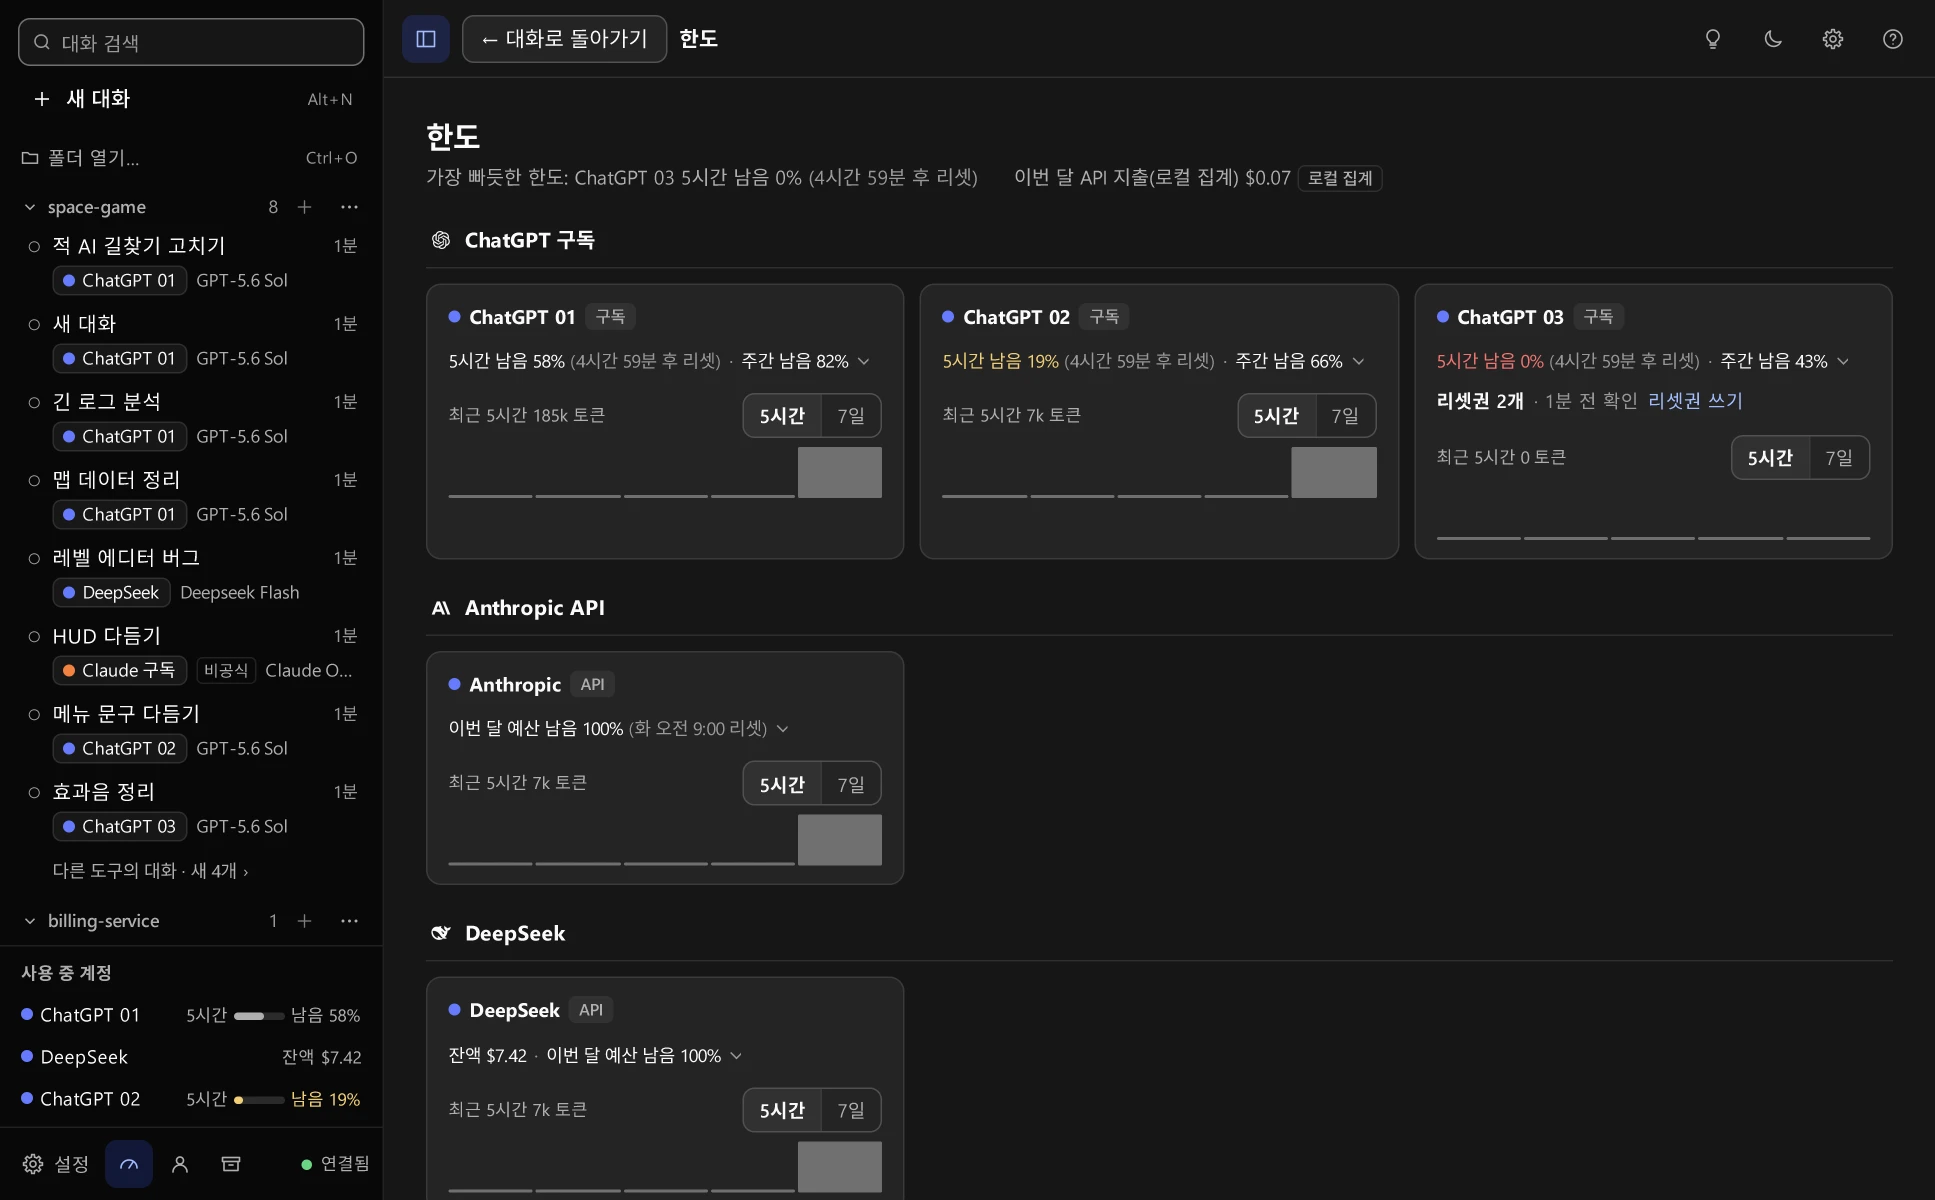 대화 검색
새 대화 Alt+N
폴더 열기... Ctrl+O
space-game 8
적 AI 길찾기 고치기 1분
ChatGPT 01 GPT-5.6 Sol
새 대화 1분
ChatGPT 01 GPT-5.6 Sol
긴 로그 분석 1분
ChatGPT 01 GPT-5.6 Sol
맵 데이터 정리 1분
ChatGPT 01 GPT-5.6 Sol
레벨 에디터 버그 1분
DeepSeek Deepseek Flash
HUD 다듬기 1분
Claude 구독 비공식 Claude O...
메뉴 문구 다듬기 1분
ChatGPT 02 GPT-5.6 Sol
효과음 정리 1분
ChatGPT 03 GPT-5.6 Sol
다른 도구의 대화 · 새 4개 ›
billing-service 1
사용 중 계정
ChatGPT 01 5시간 남음 58%
DeepSeek 잔액 $7.42
ChatGPT 02 5시간 남음 19%
설정 연결됨
← 대화로 돌아가기 한도
한도
가장 빠듯한 한도: ChatGPT 03 5시간 남음 0% (4시간 59분 후 리셋) 이번 달 API 지출(로컬 집계) $0.07 로컬 집계
ChatGPT 구독
ChatGPT 01 구독
5시간 남음 58% (4시간 59분 후 리셋) · 주간 남음 82%
최근 5시간 185k 토큰 5시간 7일
ChatGPT 02 구독
5시간 남음 19% (4시간 59분 후 리셋) · 주간 남음 66%
최근 5시간 7k 토큰 5시간 7일
ChatGPT 03 구독
5시간 남음 0% (4시간 59분 후 리셋) · 주간 남음 43%
리셋권 2개 · 1분 전 확인 리셋권 쓰기
최근 5시간 0 토큰 5시간 7일
Anthropic API
Anthropic API
이번 달 예산 남음 100% (화 오전 9:00 리셋)
최근 5시간 7k 토큰 5시간 7일
DeepSeek
DeepSeek API
잔액 $7.42 · 이번 달 예산 남음 100%
최근 5시간 7k 토큰 5시간 7일